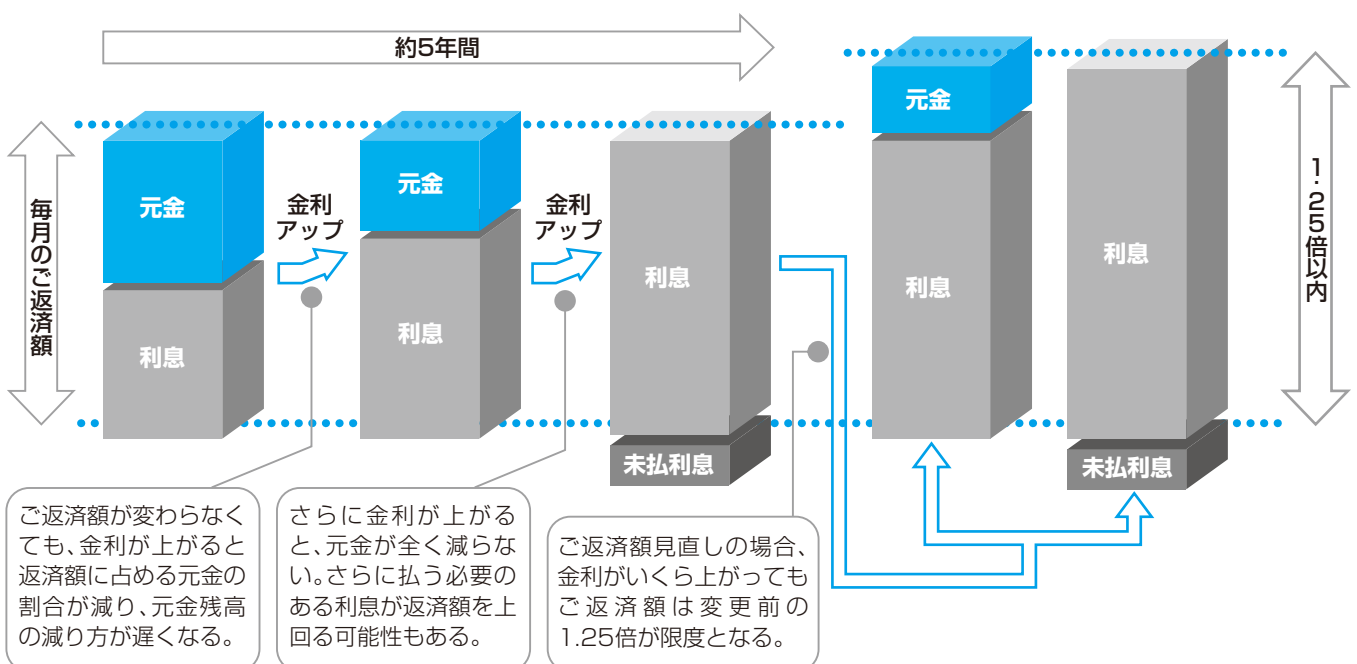 約5年間
毎月のご返済額
元金
利息
金利
アップ
元金
利息
金利
アップ
利息
未払利息
元金
利息
利息
未払利息
1.25倍以内
ご返済額が変わらなく
ても、金利が上がると
返済額に占める元金の
割合が減り、元金残高
の減り方が遅くなる。
さらに金利が上がる
と、元金が全く減らな
い。さらに払う必要の
ある利息が返済額を上
回る可能性もある。
ご返済額見直しの場合、
金利がいくら上がっても
ご返済額は変更前の
1.25倍が限度となる。